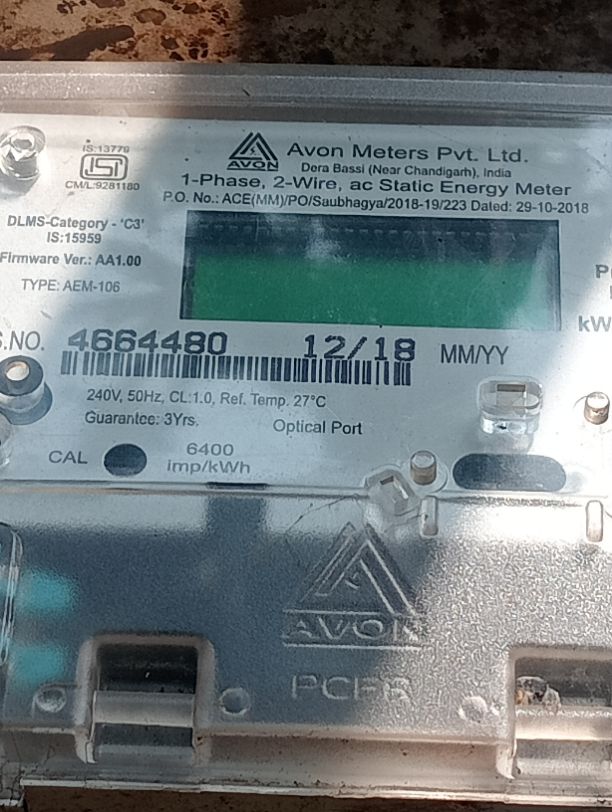 IS:13779
ISI
CM/L:9281180
AVON
Avon Meters Pvt. Ltd.
Dera Bassi (Near Chandigarh), India
1-Phase, 2-Wire, ac Static Energy Meter
P.O. No.: ACE(MM)/PO/Saubhagya/2018-19/223 Dated: 29-10-2018
DLMS-Category - 'C3'
IS:15959
Firmware Ver.: AA1.00
TYPE: AEM-106
kW
S.NO. 4664480 12/18 MM/YY
240V, 50Hz, CL:1.0, Ref. Temp. 27°C
Guarantee: 3Yrs.
Optical Port
CAL
6400
imp/kWh
AVON